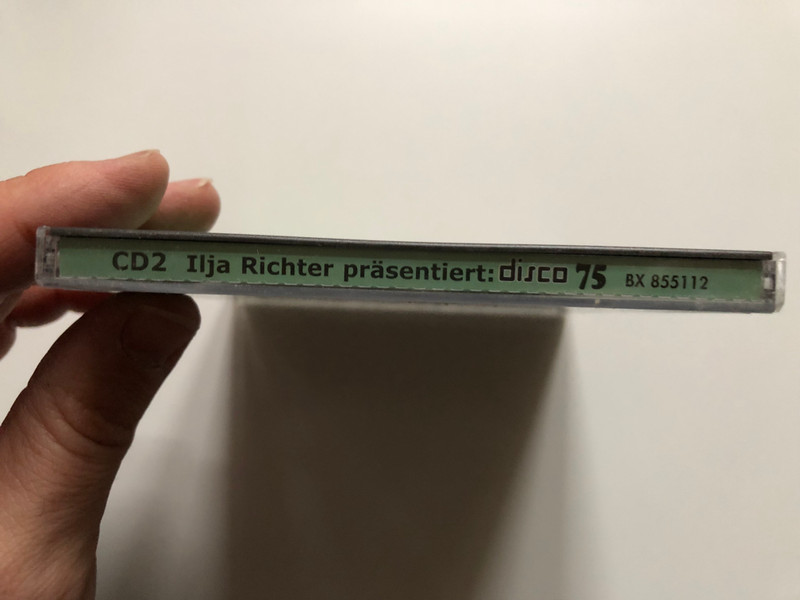 CD2 Ilja Richter präsentiert: disco 75 BX 855112